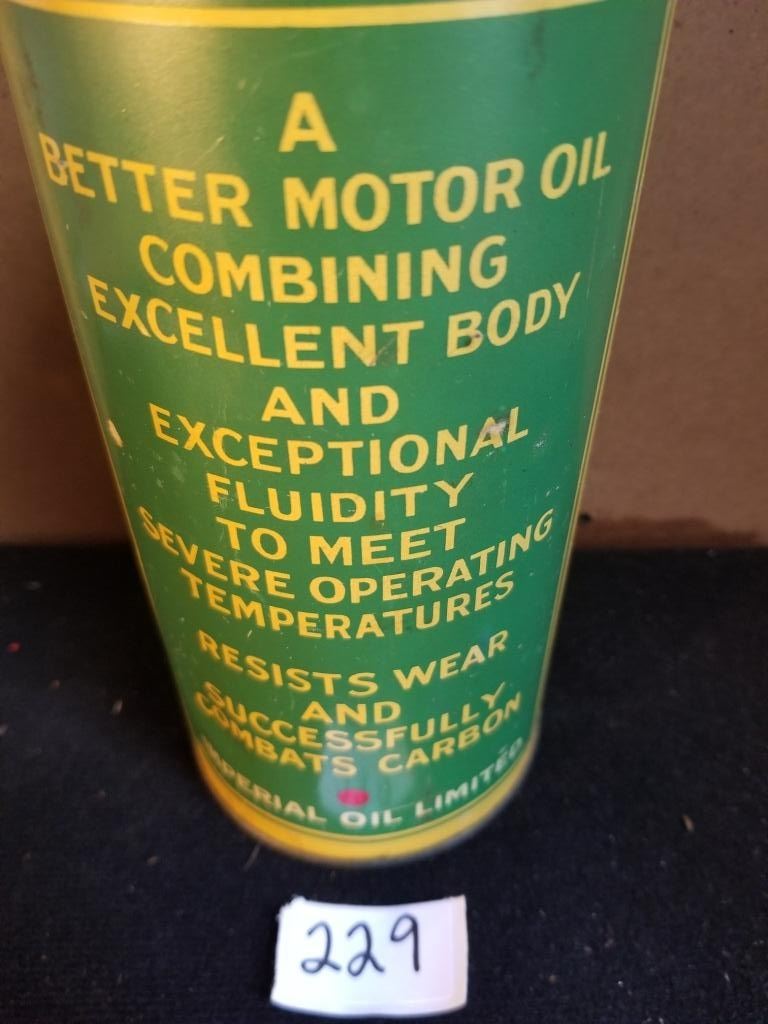 A
BETTER MOTOR OIL
COMBINING
EXCELLENT BODY
AND
EXCEPTIONAL
FLUIDITY
TO MEET
SEVERE OPERATING
TEMPERATURES
RESISTS WEAR
AND
SUCCESSFULLY
COMBATS CARBON
IMPERIAL OIL LIMITED
229